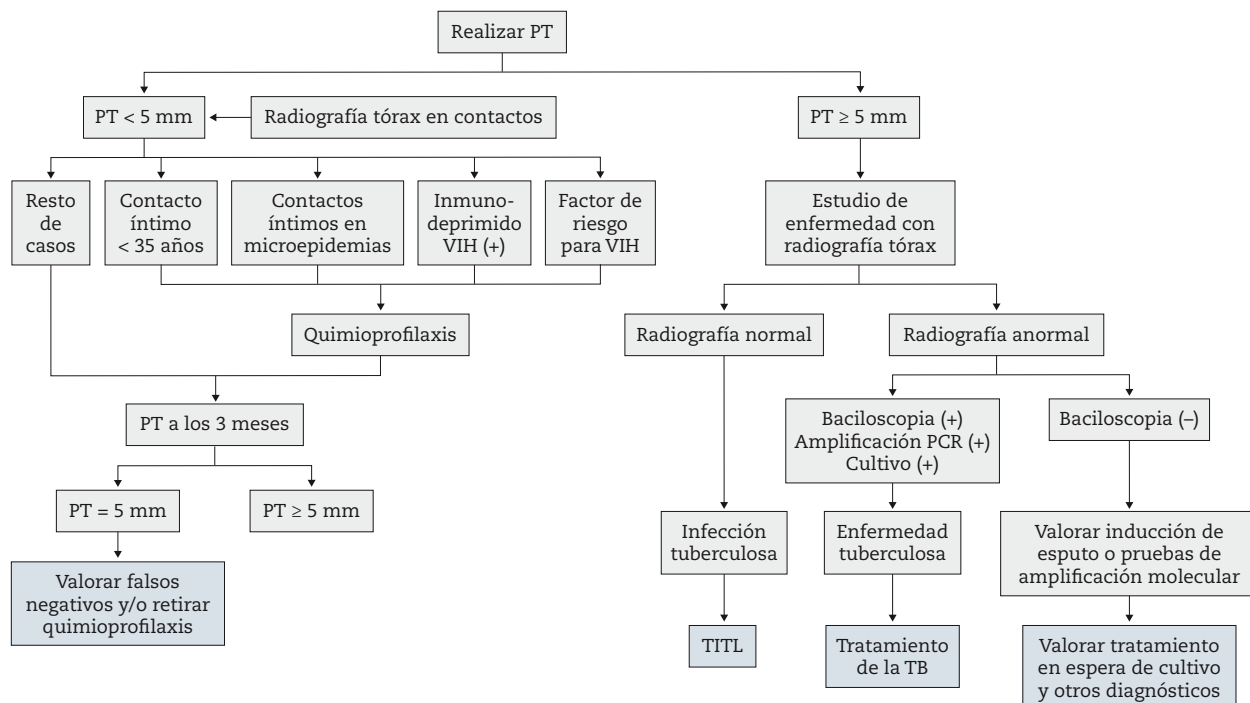 Realizar PT
PT < 5 mm
Radiografía tórax en contactos
PT ≥ 5 mm
Resto
de
casos
Contacto
íntimo
< 35 años
Contactos
íntimos en
microepidemias
Inmuno-
deprimido
VIH (+)
Factor de
riesgo
para VIH
Estudio de
enfermedad con
radiografía tórax
Quimioprofilaxis
Radiografía normal
Radiografía anormal
PT a los 3 meses
Baciloscopia (+)
Amplificación PCR (+)
Cultivo (+)
Baciloscopia (–)
PT = 5 mm
PT ≥ 5 mm
Infección
tuberculosa
Enfermedad
tuberculosa
Valorar inducción de
esputo o pruebas de
amplificación molecular
Valorar falsos
negativos y/o retirar
quimioprofilaxis
TITL
Tratamiento
de la TB
Valorar tratamiento
en espera de cultivo
y otros diagnósticos